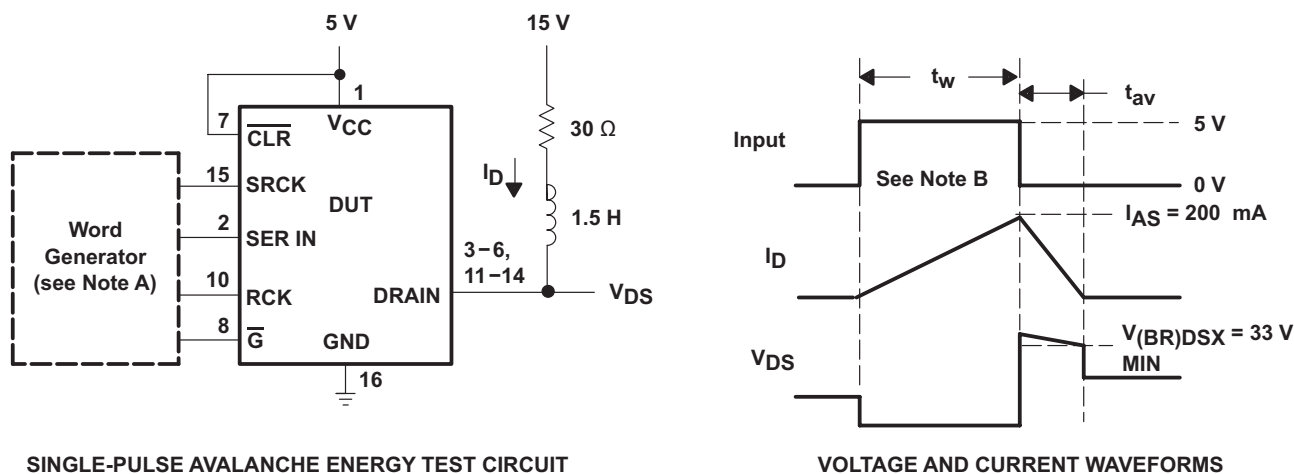 5 V
15 V
1
VCC
7
CLR
30 Ω
15
SRCK
ID
DUT
Word
Generator
(see Note A)
2
SER IN
1.5 H
3−6,
11−14
10
RCK
DRAIN
VDS
8
G
GND
16
SINGLE-PULSE AVALANCHE ENERGY TEST CIRCUIT
tw
tav
Input
5 V
See Note B
0 V
IAS = 200 mA
ID
V(BR)DSX = 33 V
MIN
VDS
VOLTAGE AND CURRENT WAVEFORMS